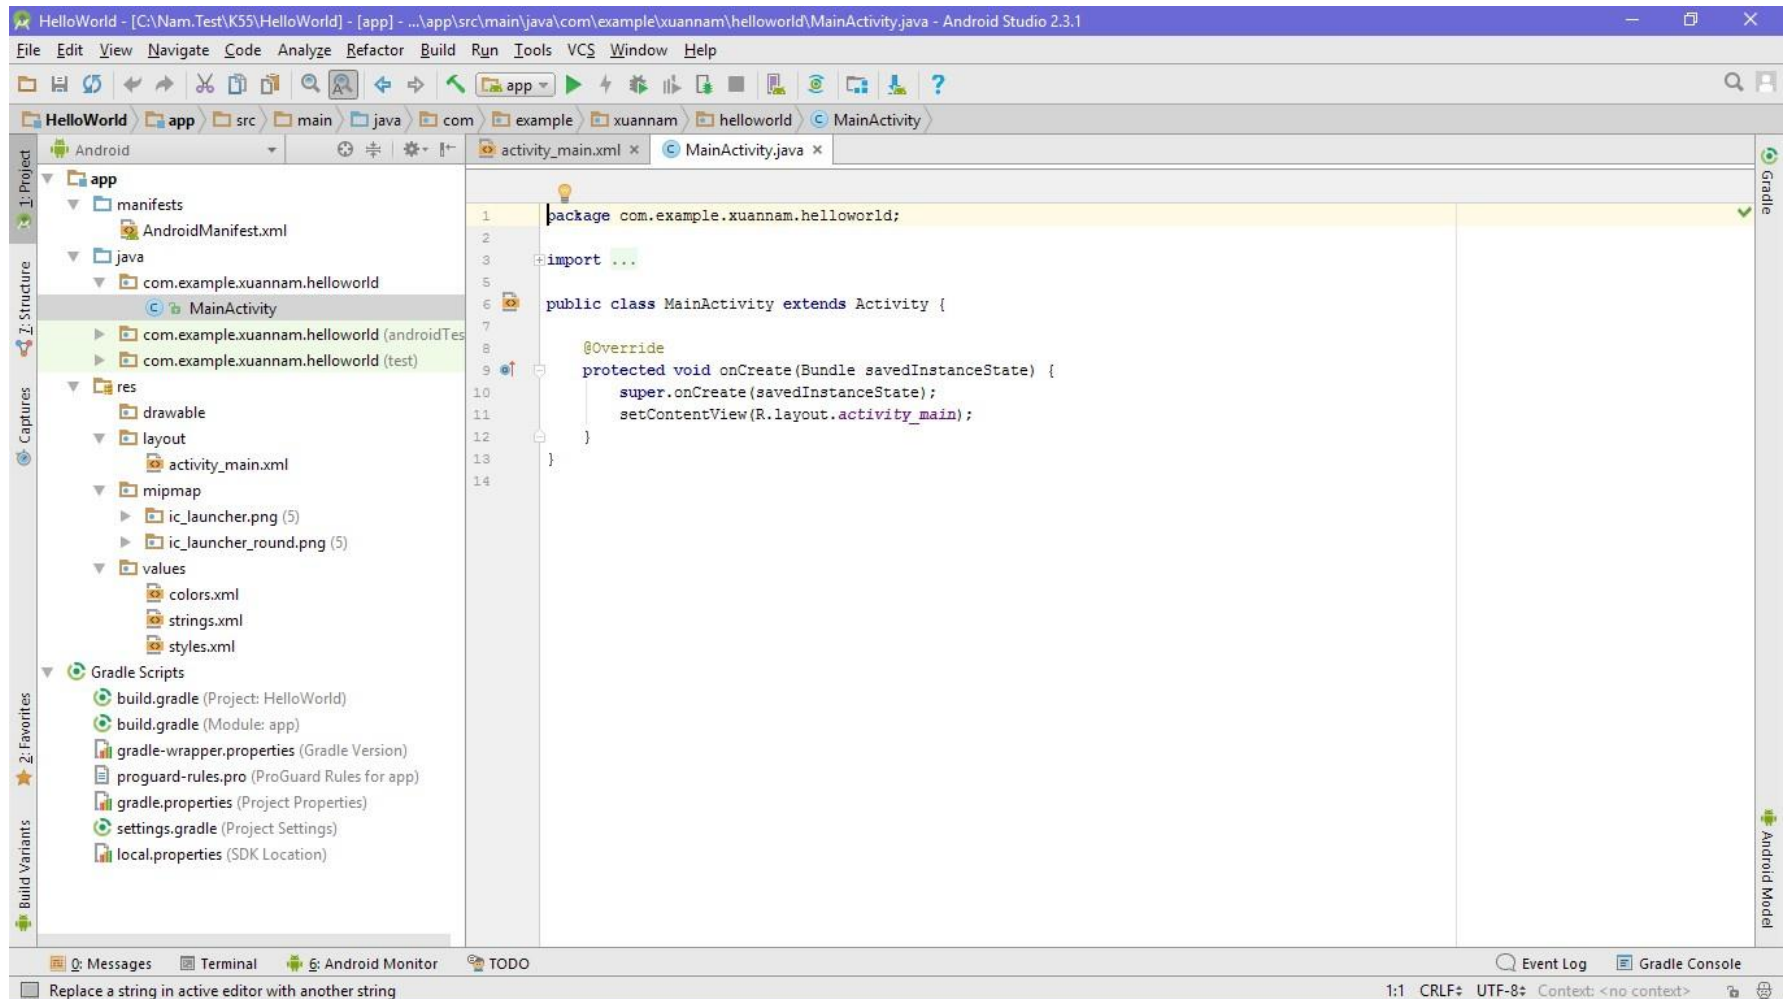 HelloWorld - [C:\Nam.Test\K55\HelloWorld] - [app] - ...\app\src\main\java\com\example\xuannam\helloworld\MainActivity.java - Android Studio 2.3.1
File Edit View Navigate Code Analyze Refactor Build Run Tools VCS Window Help
app
HelloWorld app src main java com example xuannam helloworld MainActivity
Android
activity_main.xml MainActivity.java
1: Project
7: Structure
Captures
2: Favorites
Build Variants
app
manifests
AndroidManifest.xml
java
com.example.xuannam.helloworld
MainActivity
com.example.xuannam.helloworld (androidTes
com.example.xuannam.helloworld (test)
res
drawable
layout
activity_main.xml
mipmap
ic_launcher.png (5)
ic_launcher_round.png (5)
values
colors.xml
strings.xml
styles.xml
Gradle Scripts
build.gradle (Project: HelloWorld)
build.gradle (Module: app)
gradle-wrapper.properties (Gradle Version)
proguard-rules.pro (ProGuard Rules for app)
gradle.properties (Project Properties)
settings.gradle (Project Settings)
local.properties (SDK Location)
1 package com.example.xuannam.helloworld;
2
3 import ...
5
6 public class MainActivity extends Activity {
7
8 @Override
9 protected void onCreate(Bundle savedInstanceState) {
10 super.onCreate(savedInstanceState);
11 setContentView(R.layout.activity_main);
12 }
13 }
14
Gradle
Android Model
0: Messages Terminal 6: Android Monitor TODO Event Log Gradle Console
Replace a string in active editor with another string 1:1 CRLF UTF-8 Context: <no context>